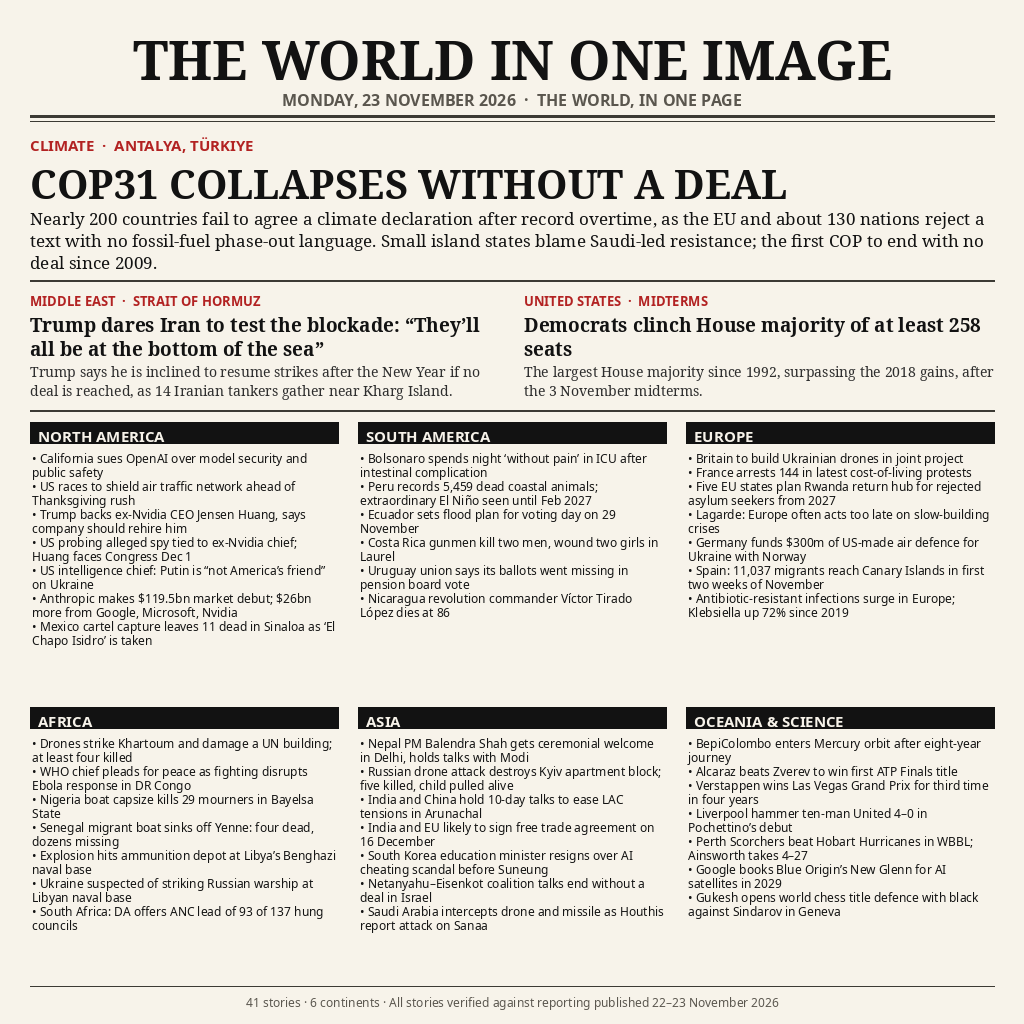 THE WORLD IN ONE IMAGE
MONDAY, 23 NOVEMBER 2026 · THE WORLD, IN ONE PAGE
CLIMATE · ANTALYA, TÜRKIYE
COP31 COLLAPSES WITHOUT A DEAL
Nearly 200 countries fail to agree a climate declaration after record overtime, as the EU and about 130 nations reject a
text with no fossil-fuel phase-out language. Small island states blame Saudi-led resistance; the first COP to end with no
deal since 2009.
MIDDLE EAST · STRAIT OF HORMUZ
Trump dares Iran to test the blockade: “They’ll
all be at the bottom of the sea”
Trump says he is inclined to resume strikes after the New Year if no
deal is reached, as 14 Iranian tankers gather near Kharg Island.
UNITED STATES · MIDTERMS
Democrats clinch House majority of at least 258
seats
The largest House majority since 1992, surpassing the 2018 gains, after
the 3 November midterms.
NORTH AMERICA
• California sues OpenAI over model security and
public safety
• US races to shield air traffic network ahead of
Thanksgiving rush
• Trump backs ex-Nvidia CEO Jensen Huang, says
company should rehire him
• US probing alleged spy tied to ex-Nvidia chief;
Huang faces Congress Dec 1
• US intelligence chief: Putin is “not America’s friend”
on Ukraine
• Anthropic makes $119.5bn market debut; $26bn
more from Google, Microsoft, Nvidia
• Mexico cartel capture leaves 11 dead in Sinaloa as ‘El
Chapo Isidro’ is taken
SOUTH AMERICA
• Bolsonaro spends night ‘without pain’ in ICU after
intestinal complication
• Peru records 5,459 dead coastal animals;
extraordinary El Niño seen until Feb 2027
• Ecuador sets flood plan for voting day on 29
November
• Costa Rica gunmen kill two men, wound two girls in
Laurel
• Uruguay union says its ballots went missing in
pension board vote
• Nicaragua revolution commander Víctor Tirado
López dies at 86
EUROPE
• Britain to build Ukrainian drones in joint project
• France arrests 144 in latest cost-of-living protests
• Five EU states plan Rwanda return hub for rejected
asylum seekers from 2027
• Lagarde: Europe often acts too late on slow-building
crises
• Germany funds $300m of US-made air defence for
Ukraine with Norway
• Spain: 11,037 migrants reach Canary Islands in first
two weeks of November
• Antibiotic-resistant infections surge in Europe;
Klebsiella up 72% since 2019
AFRICA
• Drones strike Khartoum and damage a UN building;
at least four killed
• WHO chief pleads for peace as fighting disrupts
Ebola response in DR Congo
• Nigeria boat capsize kills 29 mourners in Bayelsa
State
• Senegal migrant boat sinks off Yenne: four dead,
dozens missing
• Explosion hits ammunition depot at Libya’s Benghazi
naval base
• Ukraine suspected of striking Russian warship at
Libyan naval base
• South Africa: DA offers ANC lead of 93 of 137 hung
councils
ASIA
• Nepal PM Balendra Shah gets ceremonial welcome
in Delhi, holds talks with Modi
• Russian drone attack destroys Kyiv apartment block;
five killed, child pulled alive
• India and China hold 10-day talks to ease LAC
tensions in Arunachal
• India and EU likely to sign free trade agreement on
16 December
• South Korea education minister resigns over AI
cheating scandal before Suneung
• Netanyahu–Eisenkot coalition talks end without a
deal in Israel
• Saudi Arabia intercepts drone and missile as Houthis
report attack on Sanaa
OCEANIA & SCIENCE
• BepiColombo enters Mercury orbit after eight-year
journey
• Alcaraz beats Zverev to win first ATP Finals title
• Verstappen wins Las Vegas Grand Prix for third time
in four years
• Liverpool hammer ten-man United 4–0 in
Pochettino’s debut
• Perth Scorchers beat Hobart Hurricanes in WBBL;
Ainsworth takes 4–27
• Google books Blue Origin’s New Glenn for AI
satellites in 2029
• Gukesh opens world chess title defence with black
against Sindarov in Geneva
41 stories · 6 continents · All stories verified against reporting published 22–23 November 2026